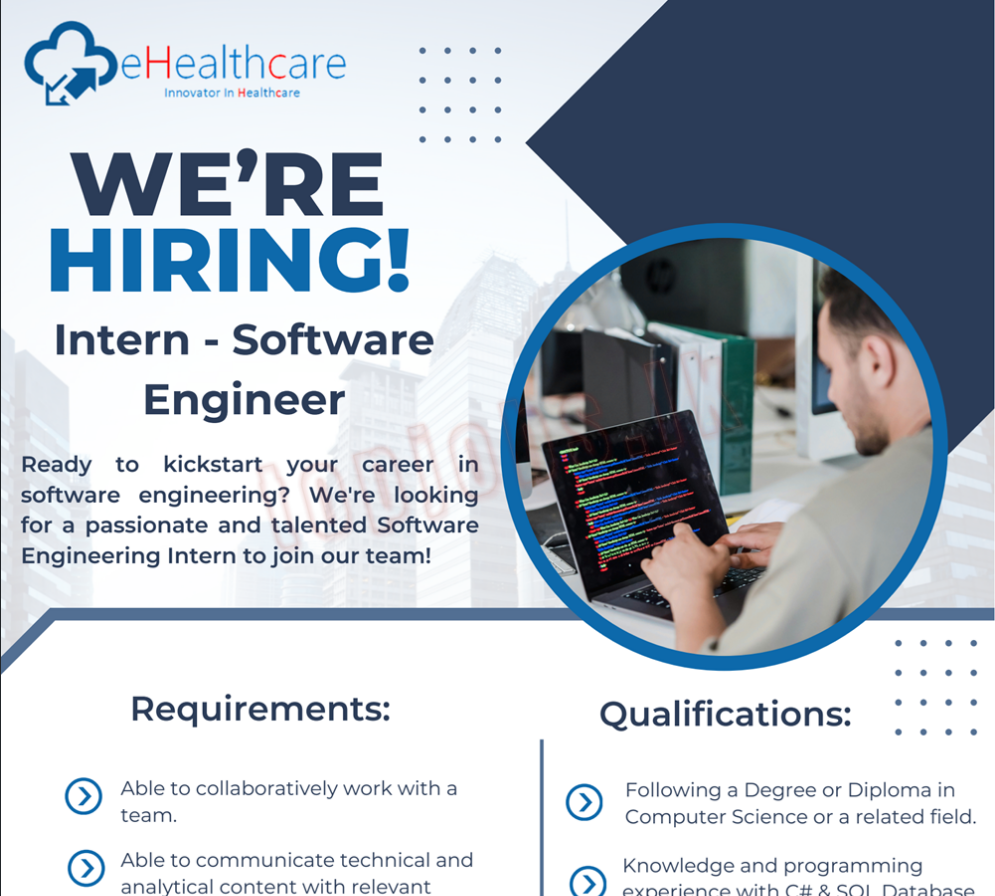 eHealthcare
Innovator In Healthcare
WE'RE
HIRING!
Intern - Software
Engineer
Ready to kickstart your career in
software engineering? We're looking
for a passionate and talented Software
Engineering Intern to join our team!
Requirements:
Able to collaboratively work with a
team.
Able to communicate technical and
analytical content with relevant
Qualifications:
Following a Degree or Diploma in
Computer Science or a related field.
Knowledge and programming
experience with C# & SQL Database